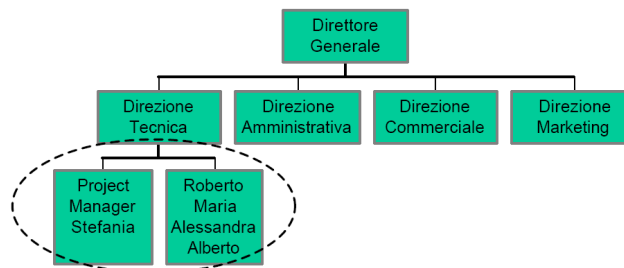 Direttore
Generale
Direzione
Tecnica
Direzione
Amministrativa
Direzione
Commerciale
Direzione
Marketing
Project
Manager
Stefania
Roberto
Maria
Alessandra
Alberto